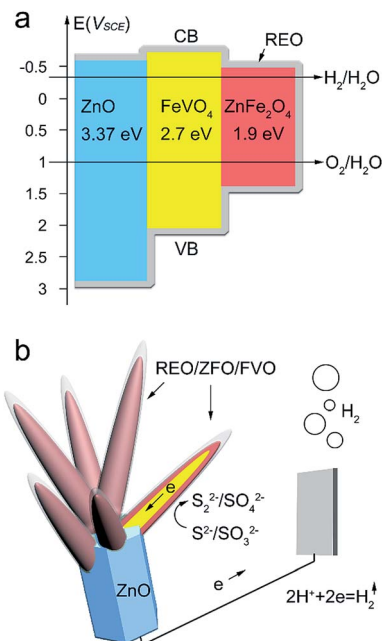 a
E(V_SCE)
CB
REO
-0.5
H₂/H₂O
0
ZnO
FeVO₄
ZnFe₂O₄
3.37 eV
2.7 eV
1.9 eV
0.5
1
O₂/H₂O
1.5
2
VB
2.5
3
b
REO/ZFO/FVO
H₂
e
S₂²⁻/SO₄²⁻
S²⁻/SO₃²⁻
ZnO
e
2H⁺+2e=H₂↑